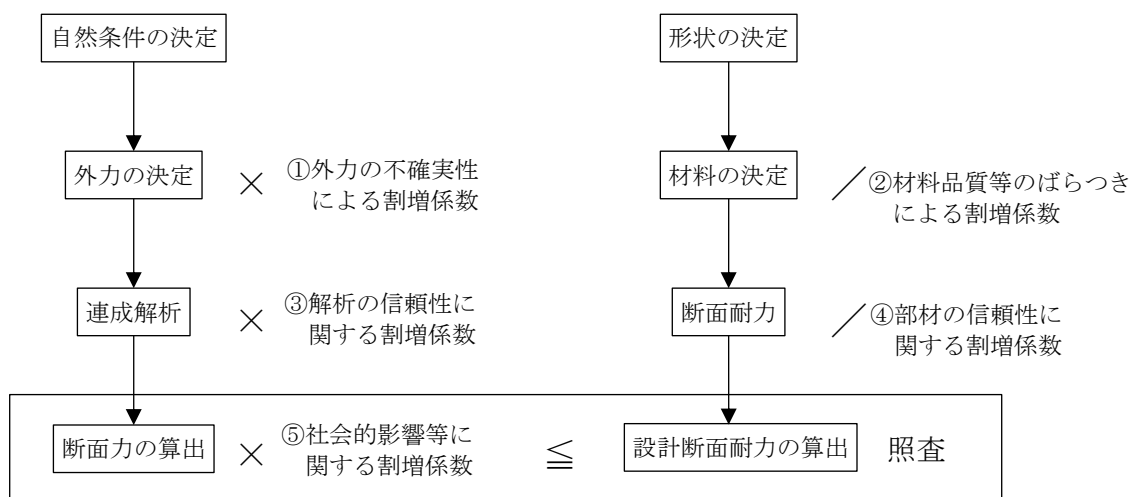 自然条件の決定
形状の決定
外力の決定
×
①外力の不確実性
による割増係数
材料の決定
／
②材料品質等のばらつき
による割増係数
連成解析
×
③解析の信頼性に
関する割増係数
断面耐力
／
④部材の信頼性に
関する割増係数
断面力の算出
×
⑤社会的影響等に
関する割増係数
≦
設計断面耐力の算出
照査